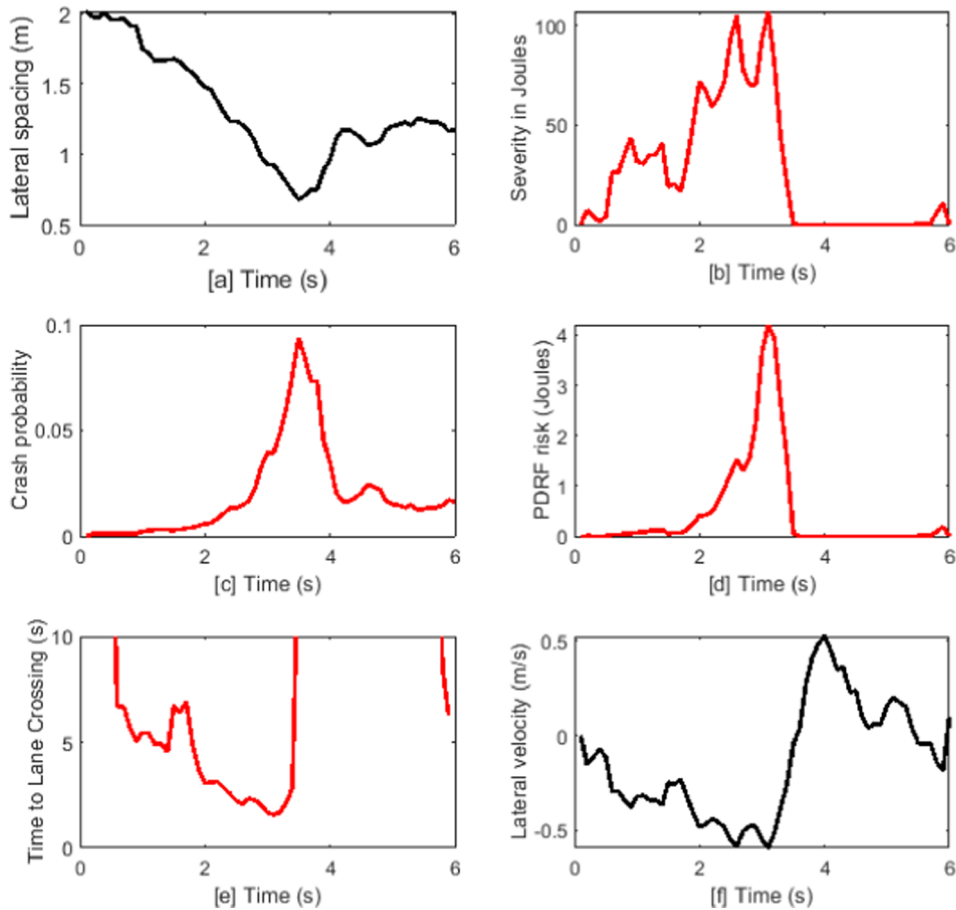 Lateral spacing (m)
2
1.5
1
0.5
0 2 4 6
[a] Time (s)
Severity in Joules
100
50
0
0 2 4 6
[b] Time (s)
Crash probability
0.1
0.05
0
0 2 4 6
[c] Time (s)
PDRF risk (Joules)
4
3
2
1
0
0 2 4 6
[d] Time (s)
Time to Lane Crossing (s)
10
5
0
0 2 4 6
[e] Time (s)
Lateral velocity (m/s)
0.5
0
-0.5
0 2 4 6
[f] Time (s)